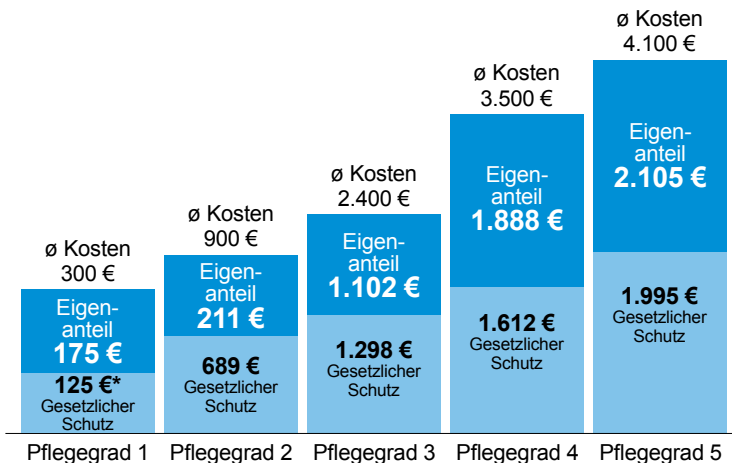 ø Kosten
300 €
Eigen-
anteil
175 €
125 €*
Gesetzlicher
Schutz
Pflegegrad 1
ø Kosten
900 €
Eigen-
anteil
211 €
689 €
Gesetzlicher
Schutz
Pflegegrad 2
ø Kosten
2.400 €
Eigen-
anteil
1.102 €
1.298 €
Gesetzlicher
Schutz
Pflegegrad 3
ø Kosten
3.500 €
Eigen-
anteil
1.888 €
1.612 €
Gesetzlicher
Schutz
Pflegegrad 4
ø Kosten
4.100 €
Eigen-
anteil
2.105 €
1.995 €
Gesetzlicher
Schutz
Pflegegrad 5